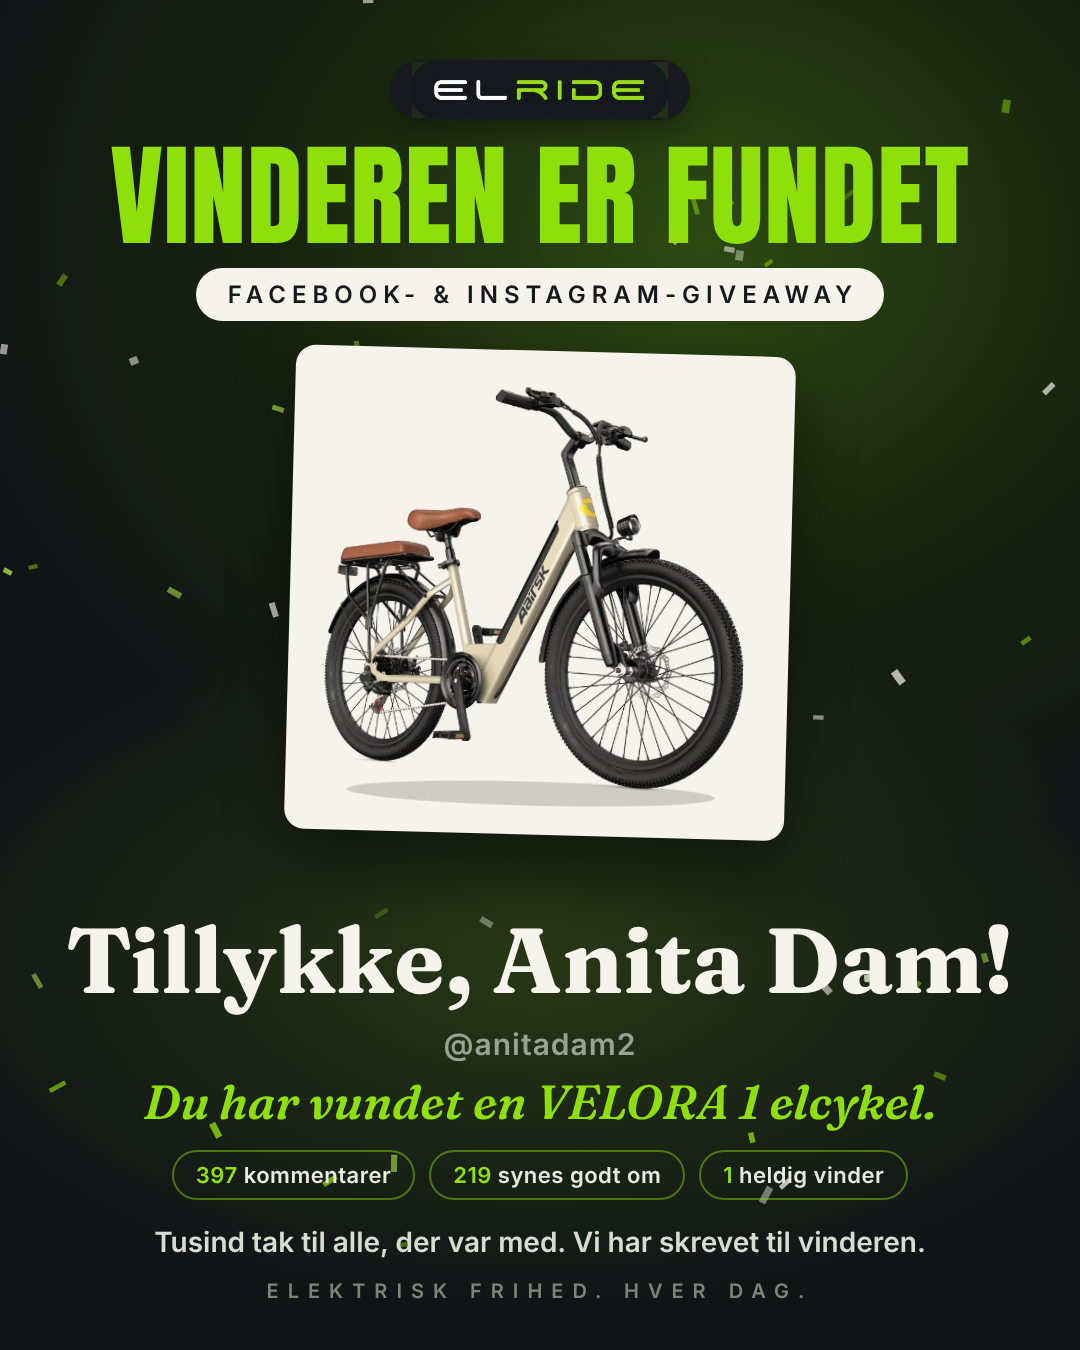 ELRIDE
VINDEREN ER FUNDET
FACEBOOK- & INSTAGRAM-GIVEAWAY
ABIFSK
Tillykke, Anita Dam!
@anitadam2
Du har vundet en VELORA 1 elcykel.
397 kommentarer
219 synes godt om
1 heldig vinder
Tusind tak til alle, der var med. Vi har skrevet til vinderen.
ELEKTRISK FRIHED. HVER DAG.